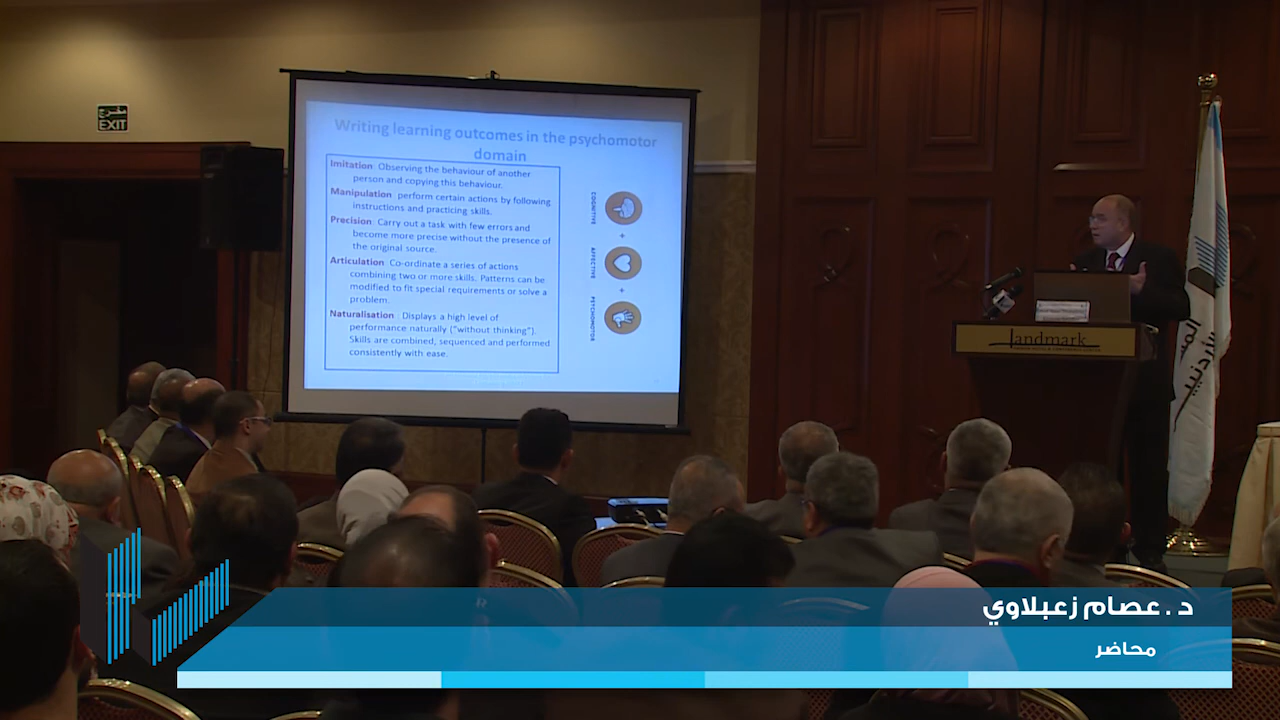 مخرج
EXIT
Writing learning outcomes in the psychomotor
domain
Imitation: Observing the behaviour of another
person and copying this behaviour.
Manipulation : perform certain actions by following
instructions and practicing skills.
Precision: Carry out a task with few errors and
become more precise without the presence of
the original source.
Articulation: Co-ordinate a series of actions
combining two or more skills. Patterns can be
modified to fit special requirements or solve a
problem.
Naturalisation: Displays a high level of
performance naturally ("without thinking").
Skills are combined, sequenced and performed
consistently with ease.
COGNITIVE
+
AFFECTIVE
+
PSYCHOMOTOR
landmark
د. عصام زعبلاوي
محاضر